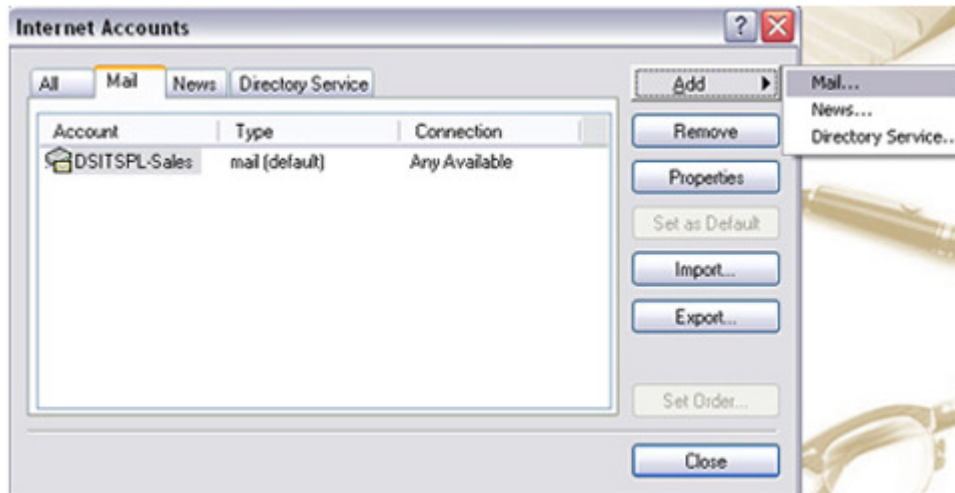 Internet Accounts
?
All Mail News Directory Service
Add
Mail...
News...
Directory Service...
Account Type Connection
Remove
DSITSPL-Sales mail (default) Any Available
Properties
Set as Default
Import...
Export...
Set Order...
Close